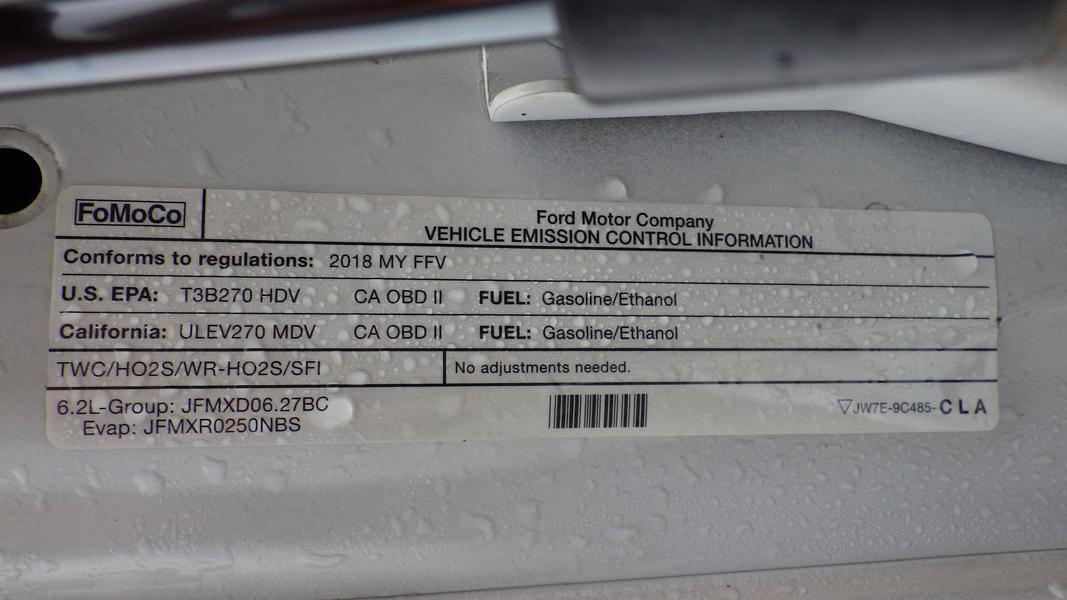 FoMoCo
Ford Motor Company
VEHICLE EMISSION CONTROL INFORMATION
Conforms to regulations: 2018 MY FFV
U.S. EPA: T3B270 HDV CA OBD II FUEL: Gasoline/Ethanol
California: ULEV270 MDV CA OBD II FUEL: Gasoline/Ethanol
TWC/HO2S/WR-HO2S/SFI No adjustments needed.
6.2L-Group: JFMXD06.27BC
Evap: JFMXR0250NBS
▽JW7E-9C485-CLA